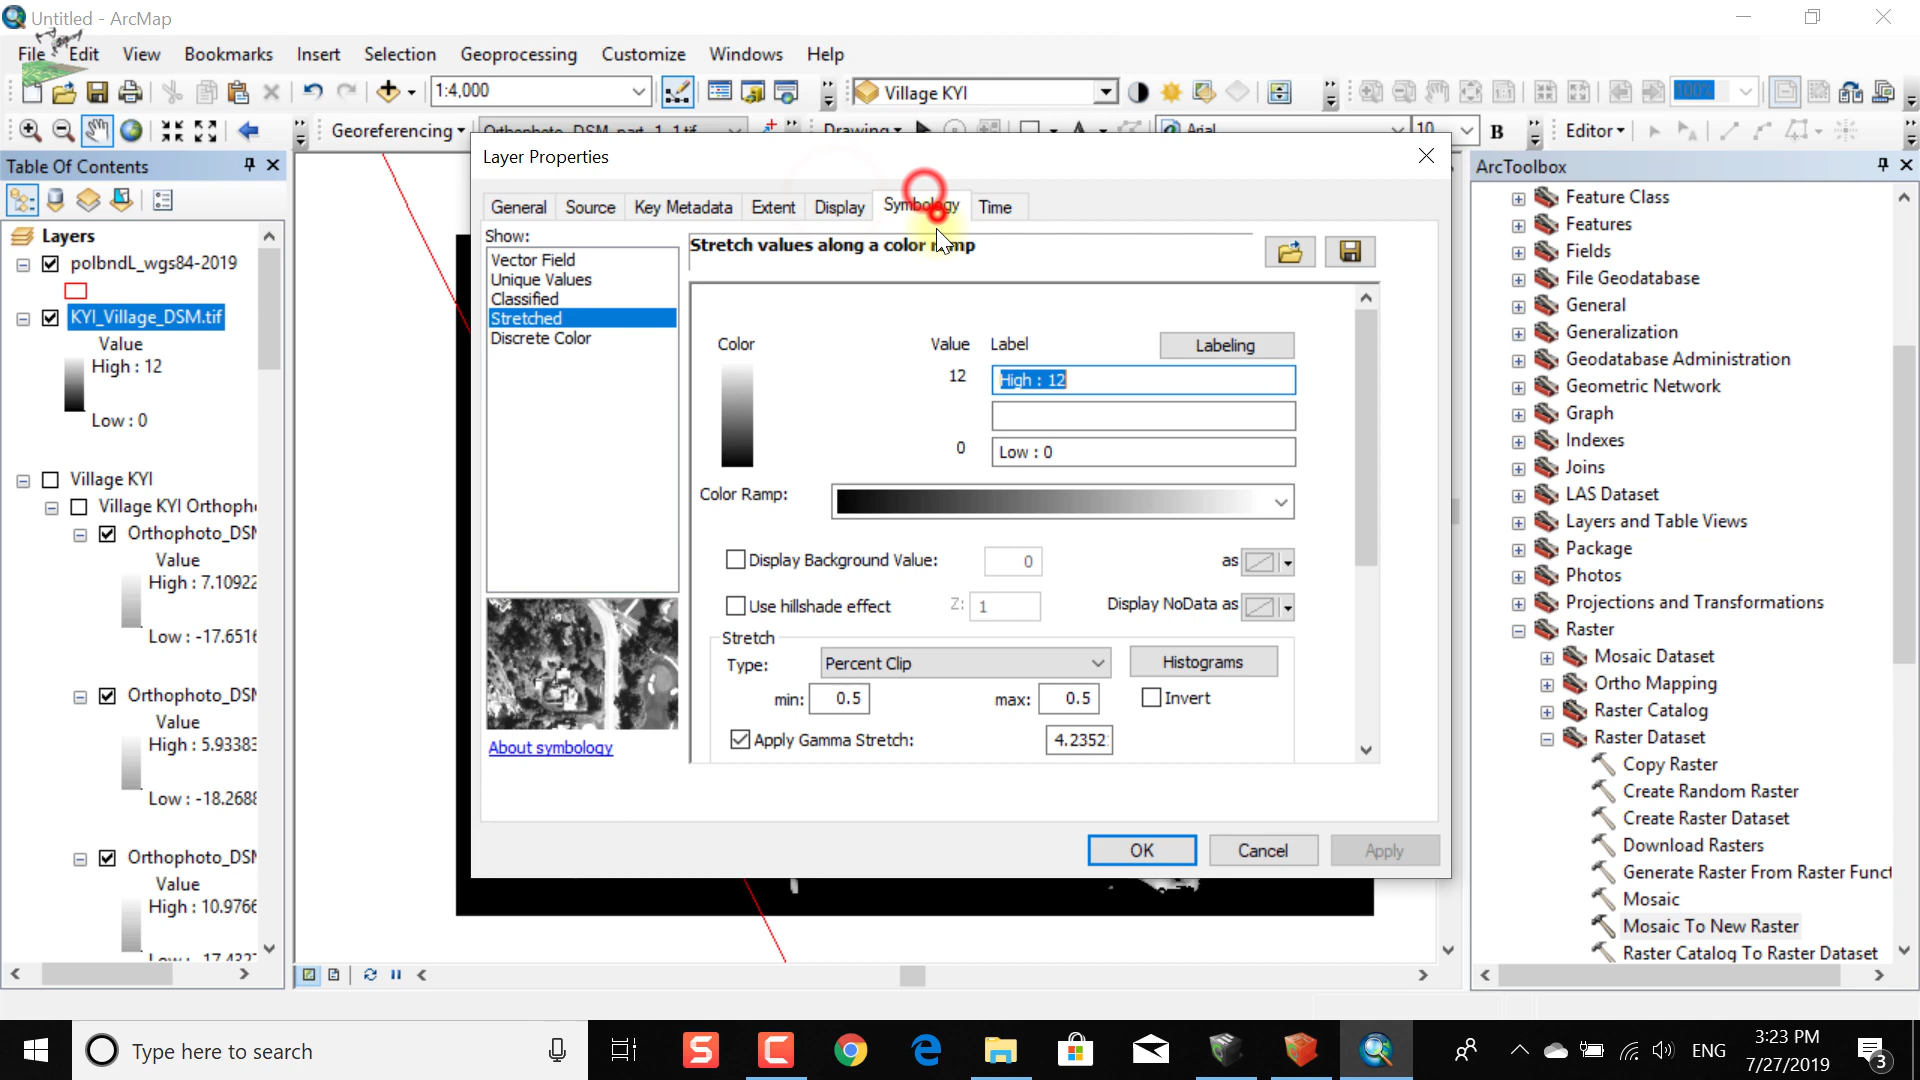 Untitled - ArcMap
File Edit View Bookmarks Insert Selection Geoprocessing Customize Windows Help
1:4,000
Village KYI
100%
Georeferencing
Orthophoto_DSM_part_1_1.tif
Drawing
Arial
10
B
Editor
Table Of Contents
Layers
polbndL_wgs84-2019
KYI_Village_DSM.tif
Value
High : 12
Low : 0
Village KYI
Village KYI Orthoph
Orthophoto_DSM
Value
High : 7.10922
Low : -17.6516
Orthophoto_DSM
Value
High : 5.93383
Low : -18.2688
Orthophoto_DSM
Value
High : 10.9766
Low : -17.4327
Layer Properties
General Source Key Metadata Extent Display Symbology Time
Show:
Vector Field
Unique Values
Classified
Stretched
Discrete Color
About symbology
Stretch values along a color ramp
Color Value Label Labeling
12 High : 12
0 Low : 0
Color Ramp:
Display Background Value: 0 as
Use hillshade effect Z: 1 Display NoData as
Stretch
Type: Percent Clip Histograms
min: 0.5 max: 0.5 Invert
Apply Gamma Stretch: 4.2352
OK Cancel Apply
ArcToolbox
Feature Class
Features
Fields
File Geodatabase
General
Generalization
Geodatabase Administration
Geometric Network
Graph
Indexes
Joins
LAS Dataset
Layers and Table Views
Package
Photos
Projections and Transformations
Raster
Mosaic Dataset
Ortho Mapping
Raster Catalog
Raster Dataset
Copy Raster
Create Random Raster
Create Raster Dataset
Download Rasters
Generate Raster From Raster Funct
Mosaic
Mosaic To New Raster
Raster Catalog To Raster Dataset
Type here to search
ENG
3:23 PM
7/27/2019
3